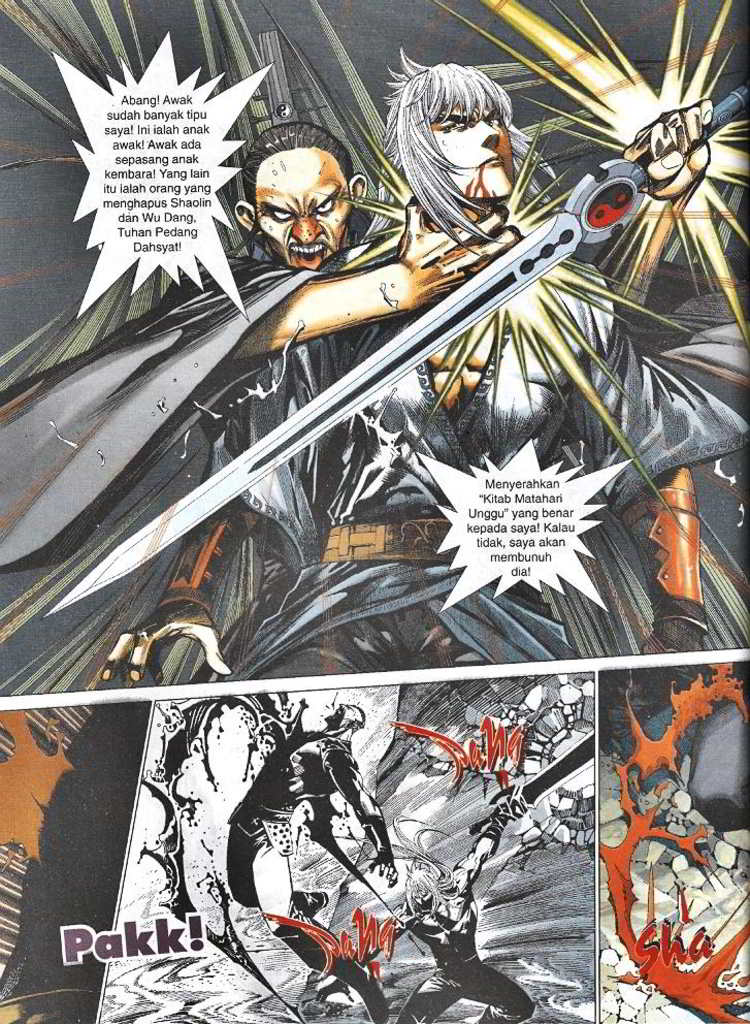 Abang! Awak
sudah banyak tipu
saya! Ini ialah anak
awak! Awak ada
sepasang anak
kembara! Yang lain
itu ialah orang yang
menghapus Shaolin
dan Wu Dang,
Tuhan Pedang
Dahsyat!
Menyerahkan
"Kitab Matahari
Unggu" yang benar
kepada saya! Kalau
tidak, saya akan
membunuh
dia!
PaNg
Pakk!
PaNg
sha